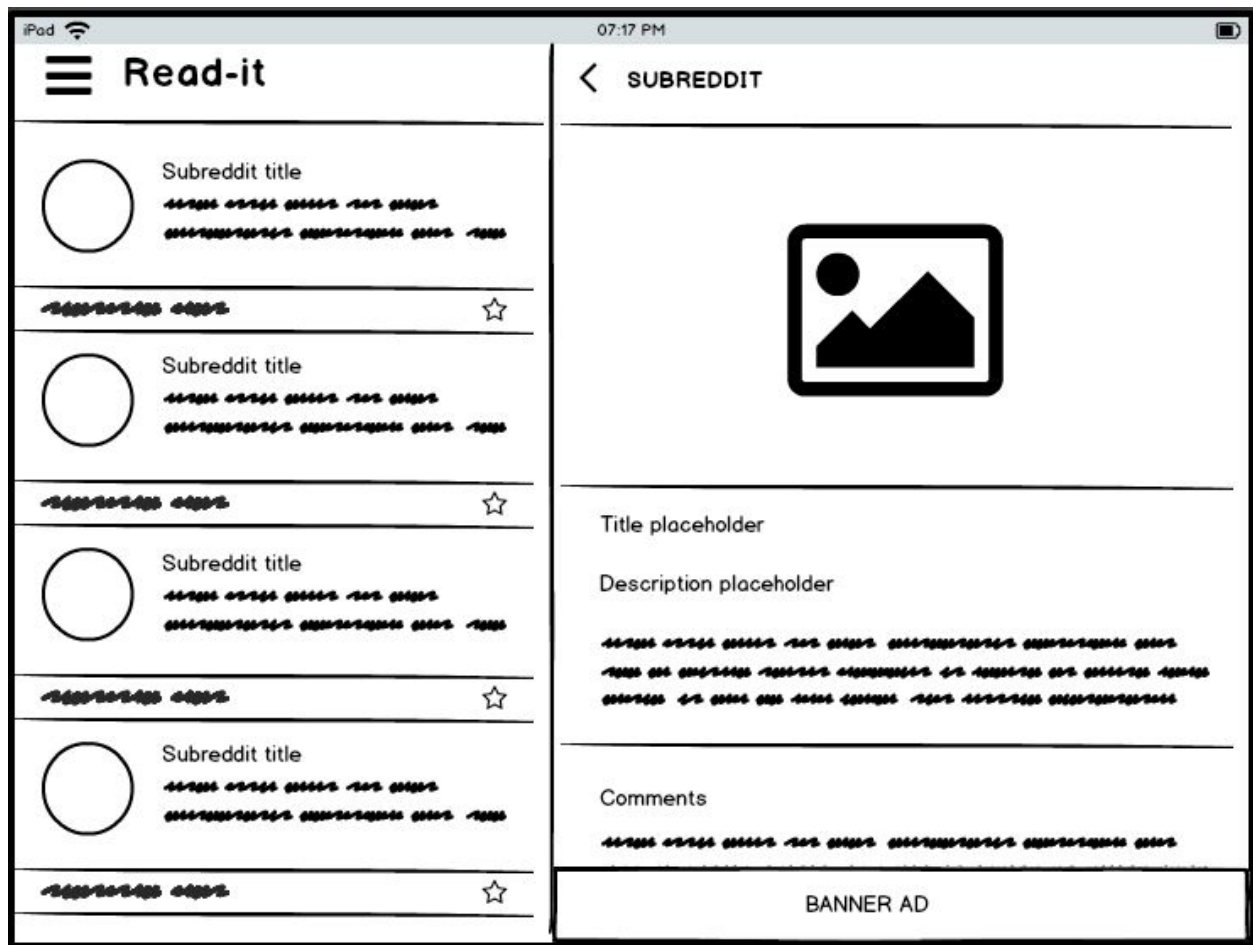 iPad
07:17 PM
Read-it
Subreddit title
Subreddit title
Subreddit title
Subreddit title
SUBREDDIT
Title placeholder
Description placeholder
Comments
BANNER AD